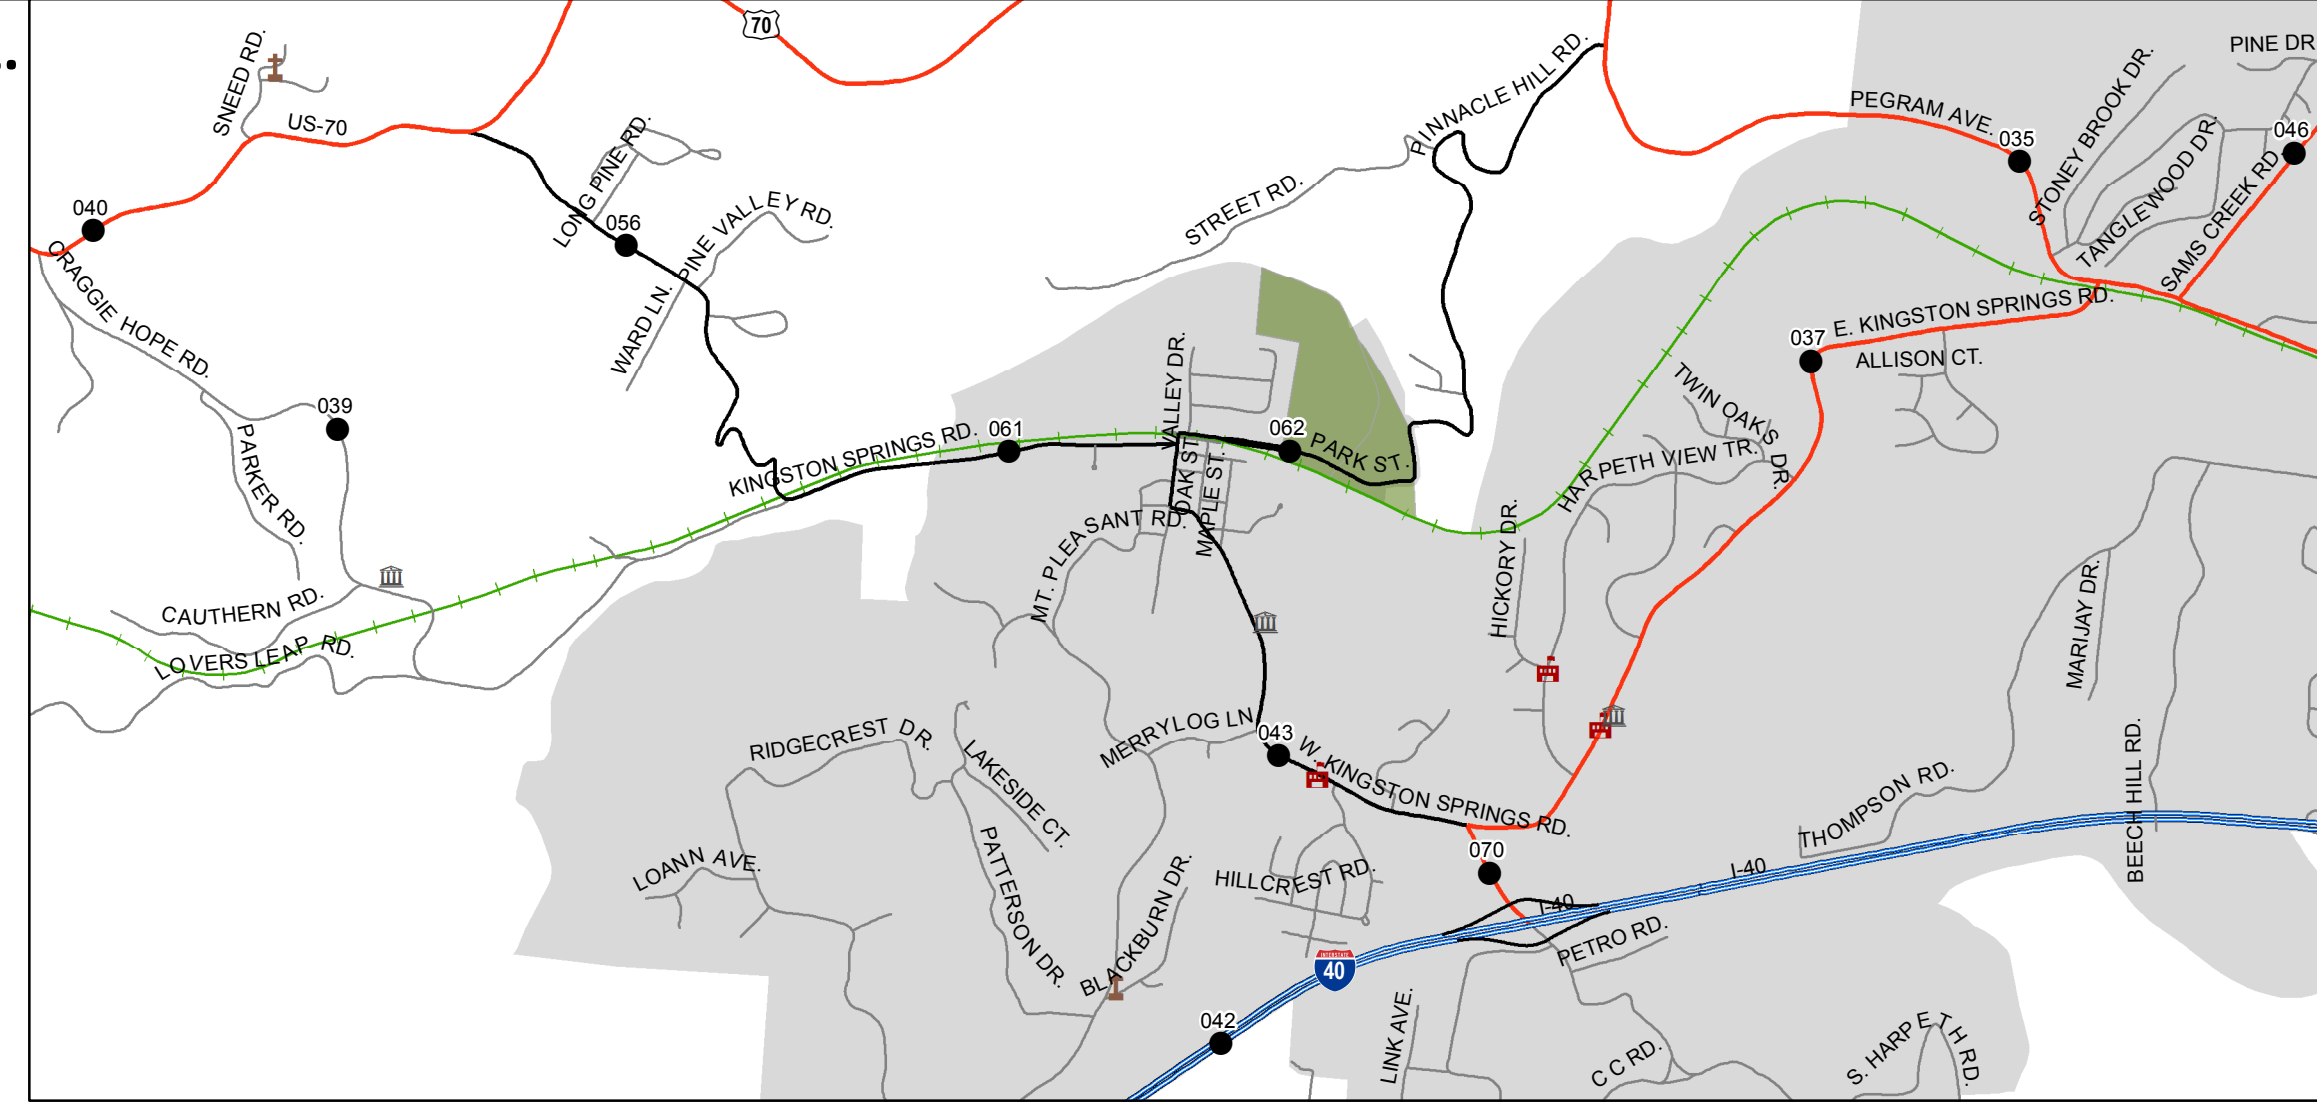 70
SNEED RD.
US-70
PINNACLE HILL RD.
PEGRAM AVE.
STONEY BROOK DR.
PINE DR
035
046
TANGLEWOOD DR.
SAMS CREEK RD.
LONG PINE RD.
STREET RD.
040
056
PINE VALLEY RD.
WARD LN.
CRAGGIE HOPE RD.
E. KINGSTON SPRINGS RD.
037
ALLISON CT.
TWIN OAKS DR.
HARPETH VIEW TR.
VALLEY DR.
039
061
062
PARK ST.
KINGSTON SPRINGS RD.
OAK ST.
MAPLE ST.
PARKER RD.
MT. PLEASANT RD.
HICKORY DR.
CAUTHERN RD.
LOVERS LEAP RD.
MARIJAY DR.
RIDGECREST DR.
LAKESIDE CT.
MERRYLOG LN
043
W. KINGSTON SPRINGS RD.
BEECH HILL RD.
THOMPSON RD.
LOANN AVE.
PATTERSON DR.
BLACKBURN DR.
HILLCREST RD.
070
I-40
I-40
PETRO RD.
INTERSTATE
40
042
LINK AVE.
C C RD.
S. HARPETH RD.